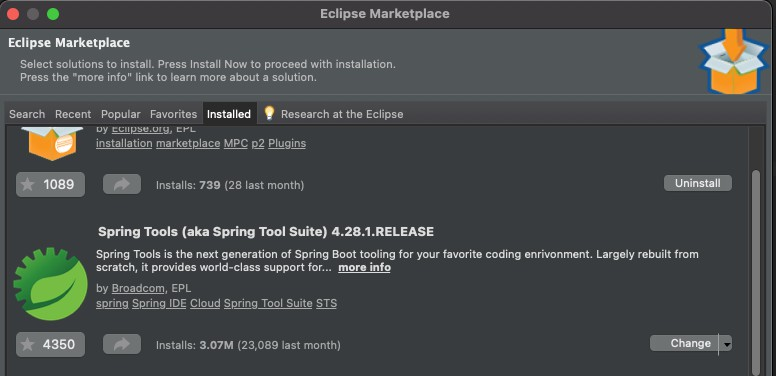 Eclipse Marketplace
Eclipse Marketplace
Select solutions to install. Press Install Now to proceed with installation.
Press the "more info" link to learn more about a solution.
Search Recent Popular Favorites Installed Research at the Eclipse
by Eclipse.org, EPL
installation marketplace MPC p2 Plugins
1089 Installs: 739 (28 last month) Uninstall
Spring Tools (aka Spring Tool Suite) 4.28.1.RELEASE
Spring Tools is the next generation of Spring Boot tooling for your favorite coding enrivonment. Largely rebuilt from
scratch, it provides world-class support for... more info
by Broadcom, EPL
spring Spring IDE Cloud Spring Tool Suite STS
4350 Installs: 3.07M (23,089 last month) Change